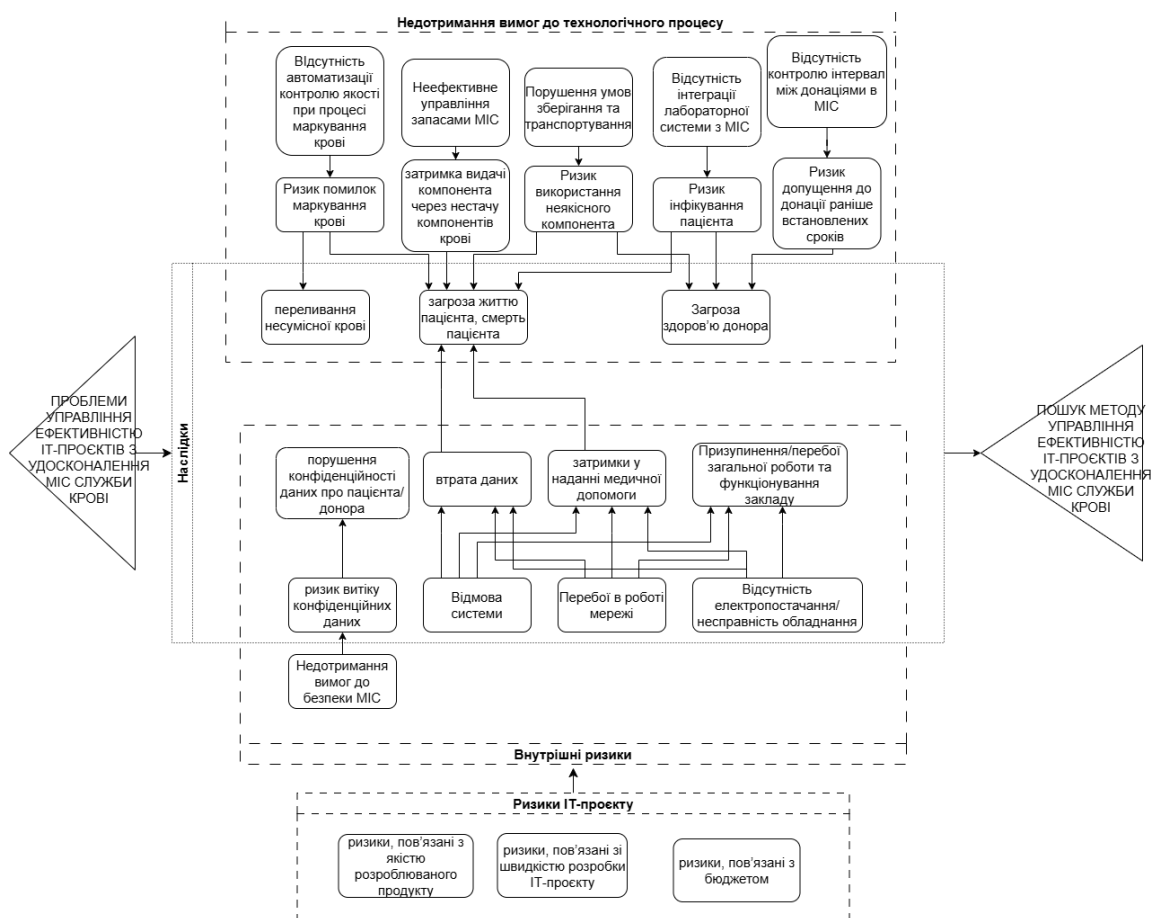 Недотримання вимог до технологічного процесу
ВІдсутність
автоматизації
контролю якості
при процесі
маркування
крові
Неефективне
управління
запасами МІС
Порушення умов
зберігання та
транспортування
Відсутність
інтеграції
лабораторної
системи з МІС
Відсутність
контролю інтервал
між донаціями в
МІС
Ризик помилок
маркування
крові
затримка видачі
компонента
через нестачу
компонентів
крові
Ризик
використання
неякісного
компонента
Ризик
інфікування
пацієнта
Ризик
допущення до
донації раніше
встановлених
сроків
переливання
несумісної крові
загроза життю
пацієнта, смерть
пацієнта
Загроза
здоров'ю донора
ПРОБЛЕМИ
УПРАВЛІННЯ
ЕФЕКТИВНІСТЮ
ІТ-ПРОЄКТІВ З
УДОСКОНАЛЕННЯ
МІС СЛУЖБИ
КРОВІ
Наслідки
ПОШУК МЕТОДУ
УПРАВЛІННЯ
ЕФЕКТИВНІСТЮ
ІТ-ПРОЄКТІВ З
УДОСКОНАЛЕННЯ
МІС СЛУЖБИ
КРОВІ
порушення
конфіденційності
даних про пацієнта/
донора
втрата даних
затримки у
наданні медичної
допомоги
Призупинення/перебої
загальної роботи та
функціонування
закладу
ризик витіку
конфіденційних
даних
Відмова
системи
Перебої в роботі
мережі
Відсутність
електропостачання/
несправність обладнання
Недотримання
вимог до
безпеки МІС
Внутрішні ризики
Ризики ІТ-проєкту
ризики, пов'язані з
якістю
розроблюваного
продукту
ризики, пов'язані зі
швидкістю розробки
ІТ-проєкту
ризики, пов'язані з
бюджетом